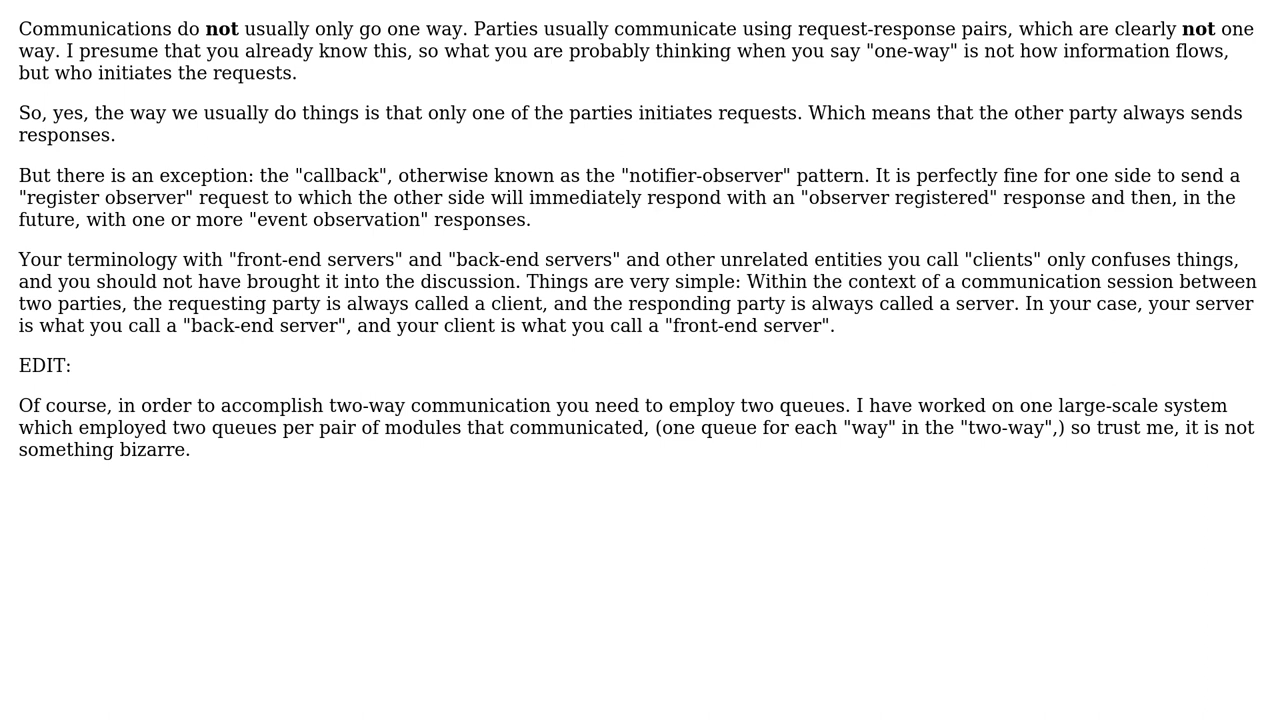 Communications do not usually only go one way. Parties usually communicate using request-response pairs, which are clearly not one
way. I presume that you already know this, so what you are probably thinking when you say "one-way" is not how information flows,
but who initiates the requests.
So, yes, the way we usually do things is that only one of the parties initiates requests. Which means that the other party always sends
responses.
But there is an exception: the "callback", otherwise known as the "notifier-observer" pattern. It is perfectly fine for one side to send a
"register observer" request to which the other side will immediately respond with an "observer registered" response and then, in the
future, with one or more "event observation" responses.
Your terminology with "front-end servers" and "back-end servers" and other unrelated entities you call "clients" only confuses things,
and you should not have brought it into the discussion. Things are very simple: Within the context of a communication session between
two parties, the requesting party is always called a client, and the responding party is always called a server. In your case, your server
is what you call a "back-end server", and your client is what you call a "front-end server".
EDIT:
Of course, in order to accomplish two-way communication you need to employ two queues. I have worked on one large-scale system
which employed two queues per pair of modules that communicated, (one queue for each "way" in the "two-way",) so trust me, it is not
something bizarre.